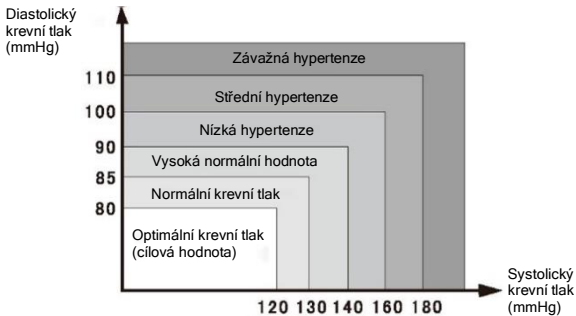 Diastolický
krevní tlak
(mmHg)
Závažná hypertenze
110
Střední hypertenze
100
Nízká hypertenze
90
Vysoká normální hodnota
85
Normální krevní tlak
80
Optimální krevní tlak
(cílová hodnota)
120 130 140 160 180
Systolický
krevní tlak
(mmHg)